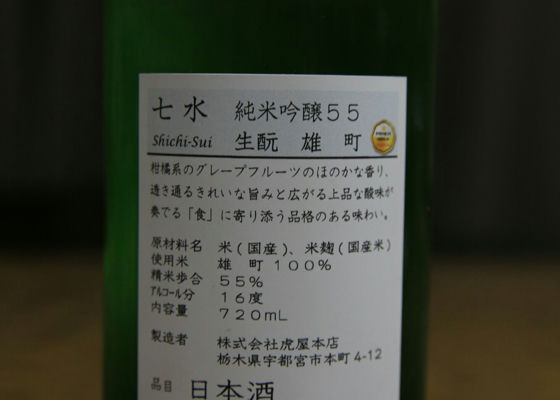 七水 純米吟醸55
Shichi-Sui 生酛 雄町
柑橘系のグレープフルーツのほのかな香り、
透き通るきれいな旨みと広がる上品な酸味が
奏でる「食」に寄り添う品格のある味わい。
原材料名 米(国産)、米麹(国産米)
使用米 雄町100%
精米歩合 55%
アルコール分 16度
内容量 720mL
製造者 株式会社虎屋本店
栃木県宇都宮市本町4-12
品目 日本酒